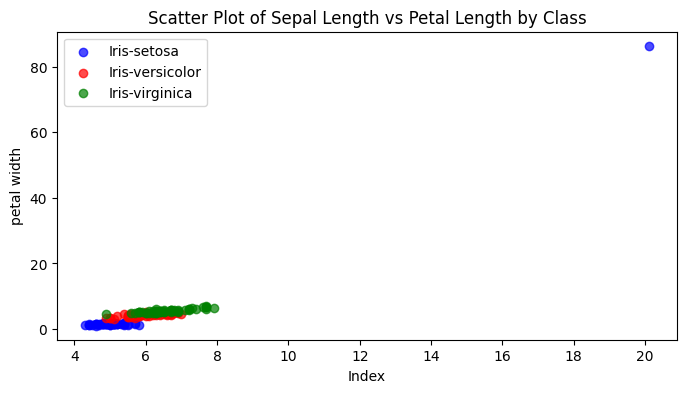 Scatter Plot of Sepal Length vs Petal Length by Class
Iris-setosa
Iris-versicolor
Iris-virginica
petal width
80
60
40
20
0
4
6
8
10
12
14
16
18
20
Index